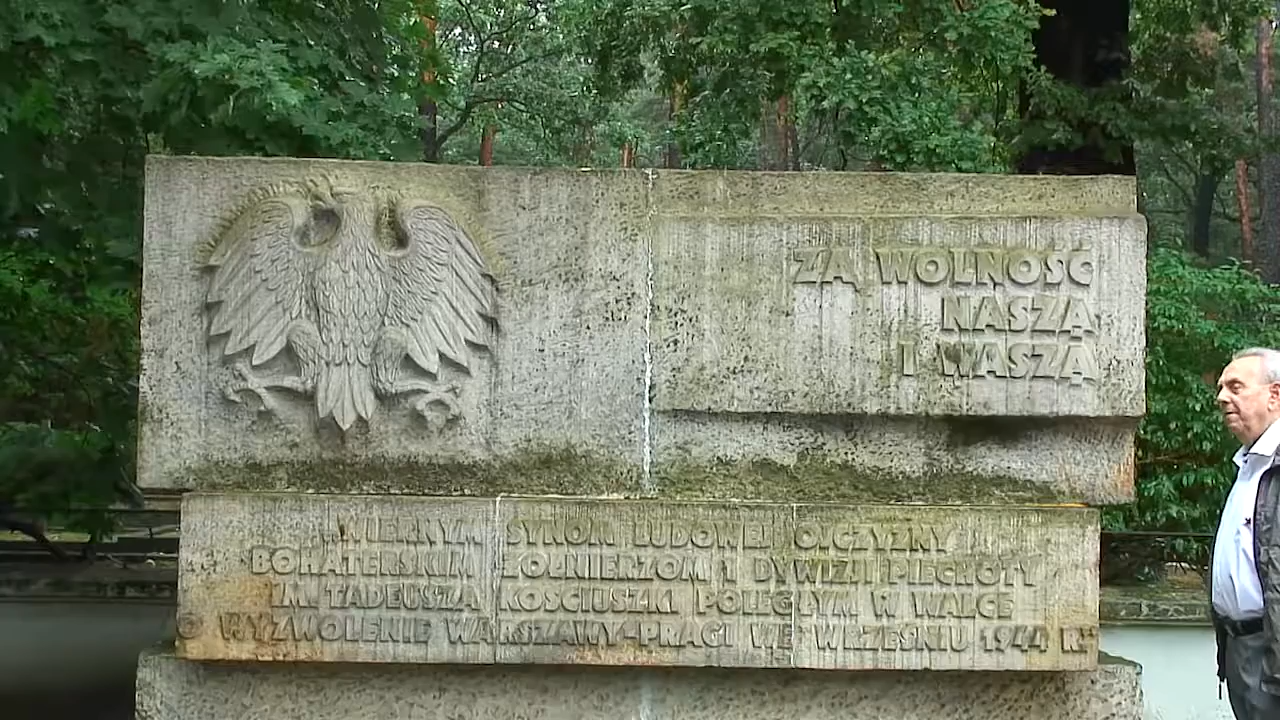 ZA WOLNOŚĆ
NASZĄ
I WASZĄ
WIERNYM SYNOM LUDOWEJ OJCZYZNY
BOHATERSKIM ŻOŁNIERZOM 1 DYWIZJI PIECHOTY
IM. TADEUSZA KOŚCIUSZKI POLEGŁYM W WALCE
O WYZWOLENIE WARSZAWY-PRAGI WE WRZEŚNIU 1944 R.